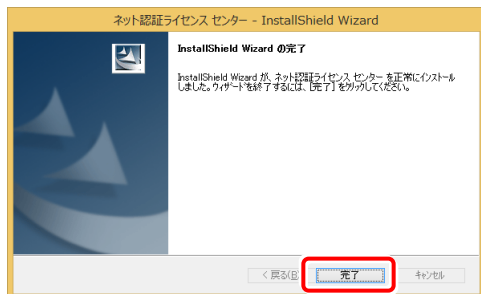 ネット認証ライセンス センター - InstallShield Wizard
InstallShield Wizard の完了
InstallShield Wizard が、ネット認証ライセンス センター を正常にインストール
しました。ウィザードを終了するには、[完了] をクリックしてください。
< 戻る(B)
完了
キャンセル